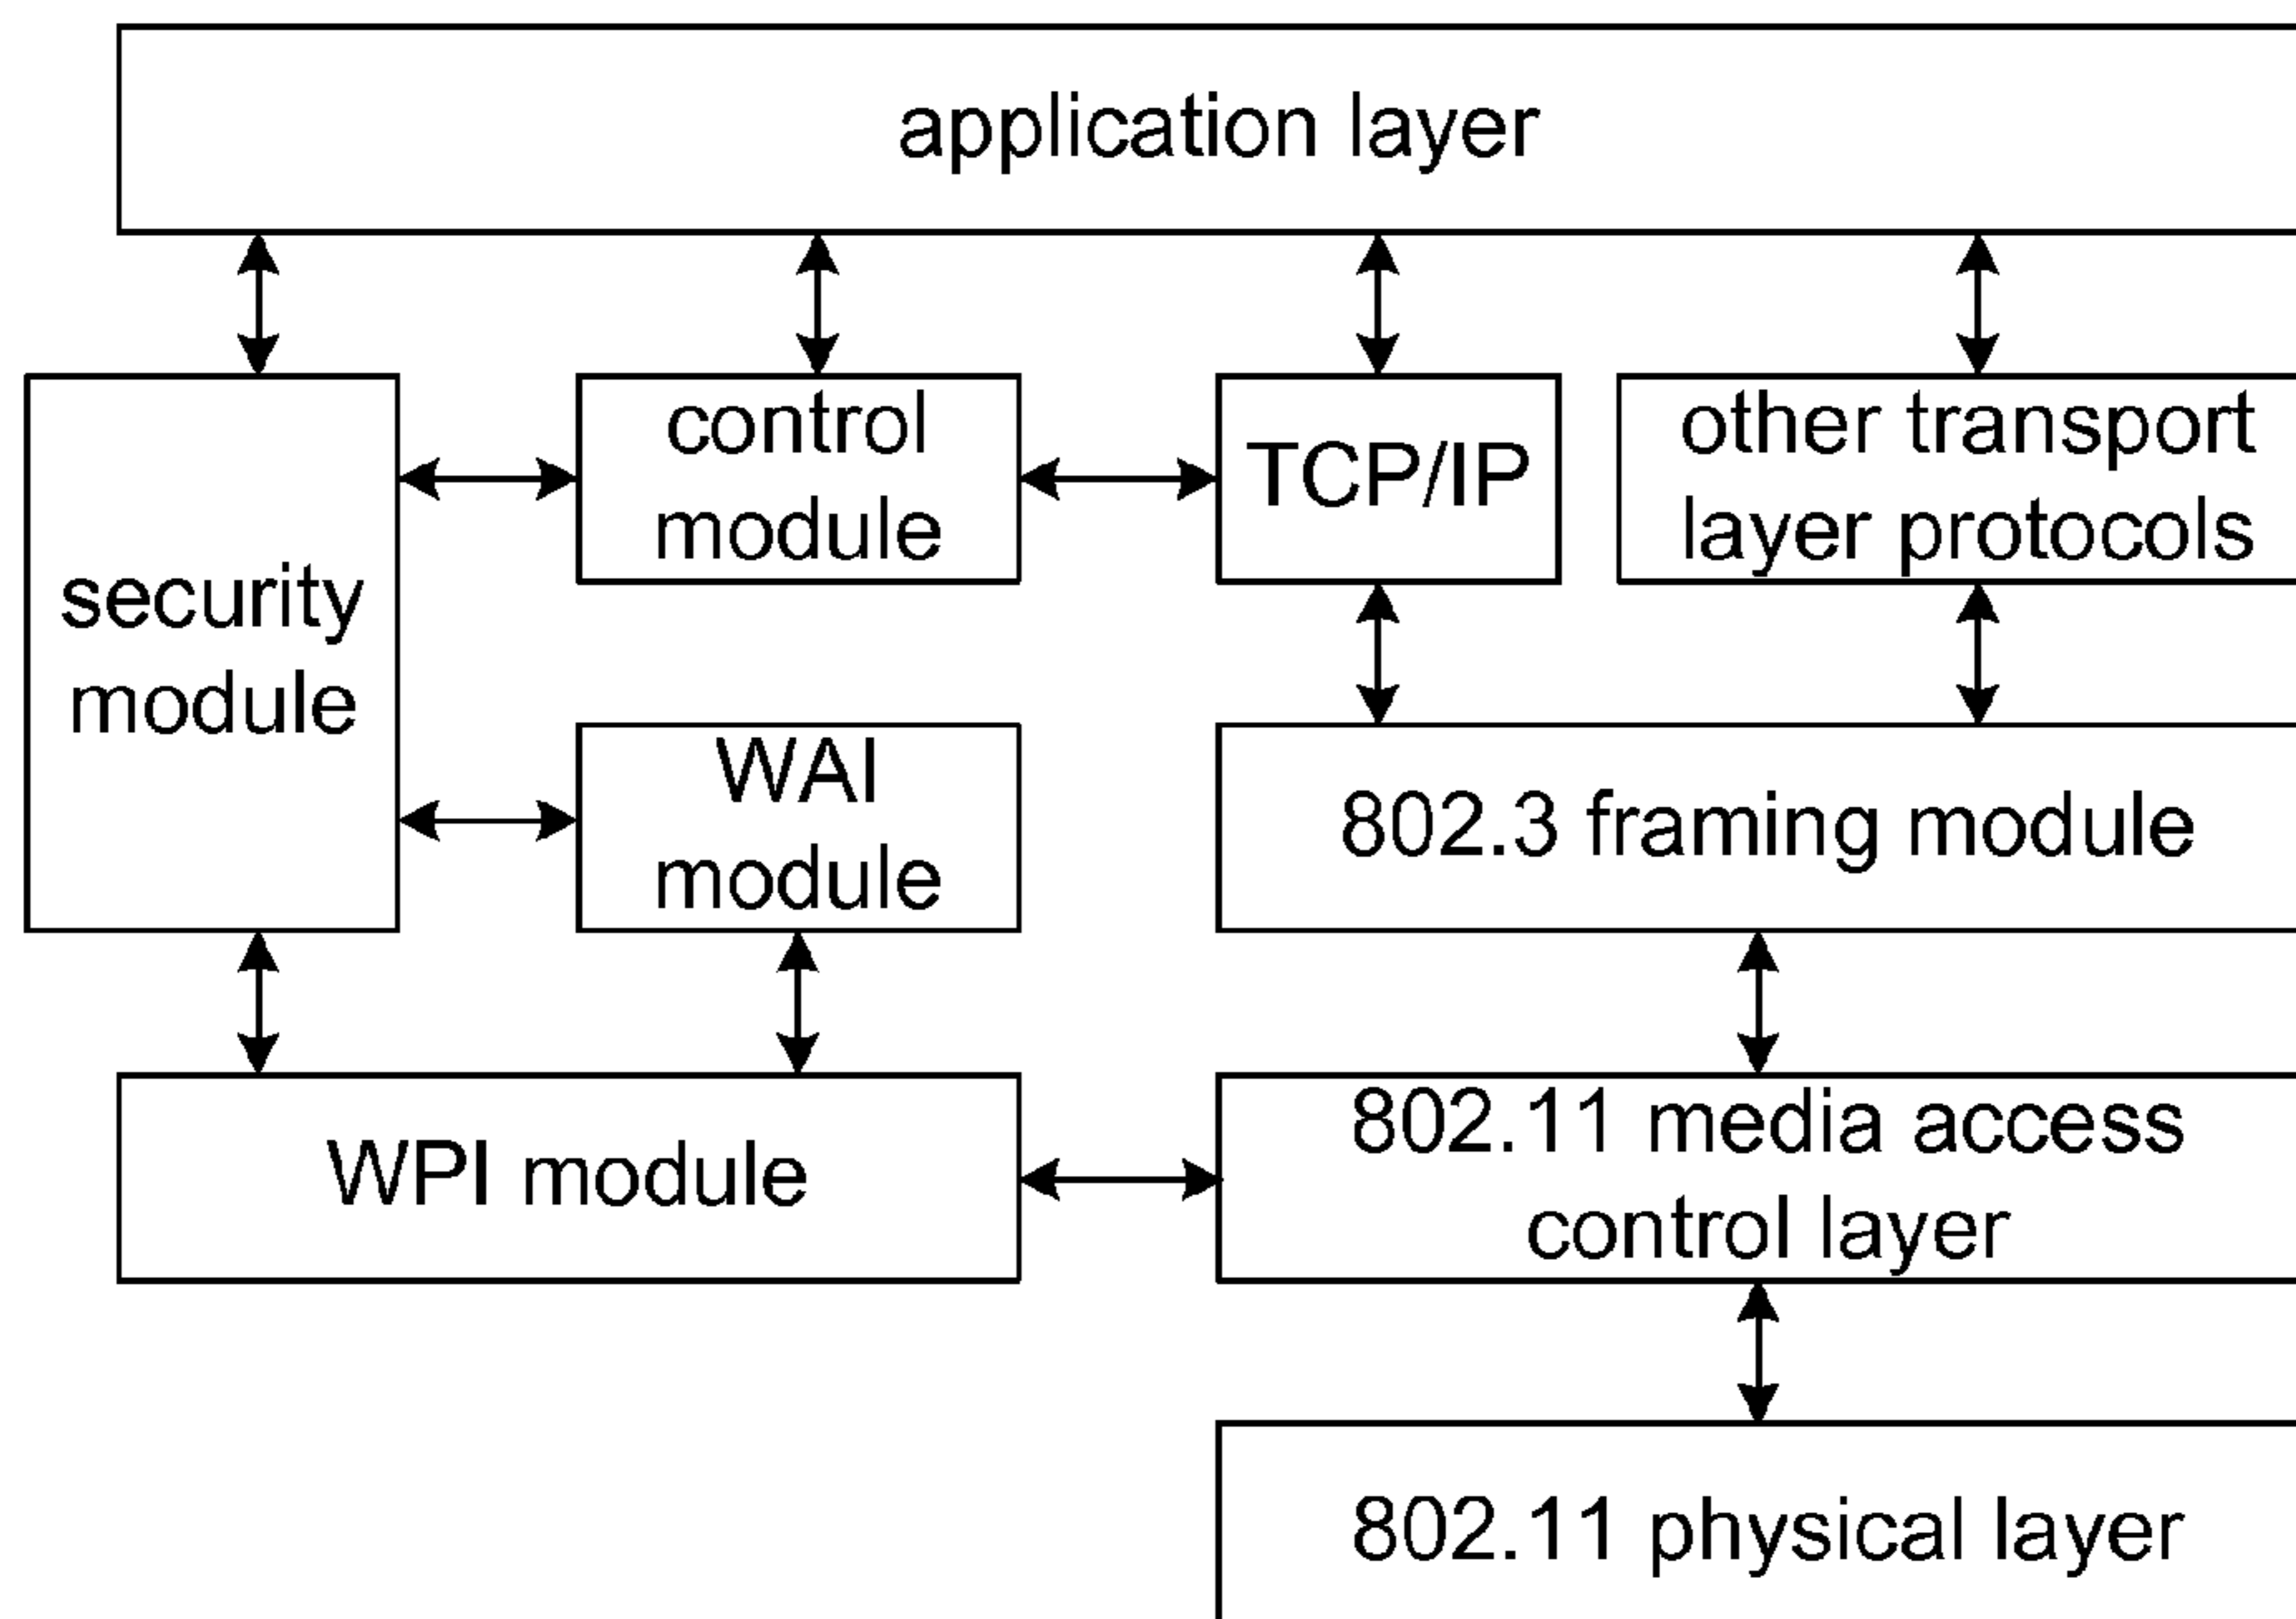 application layer
control
module
TCP/IP
other transport
layer protocols
security
module
WAI
module
802.3 framing module
WPI module
802.11 media access
control layer
802.11 physical layer